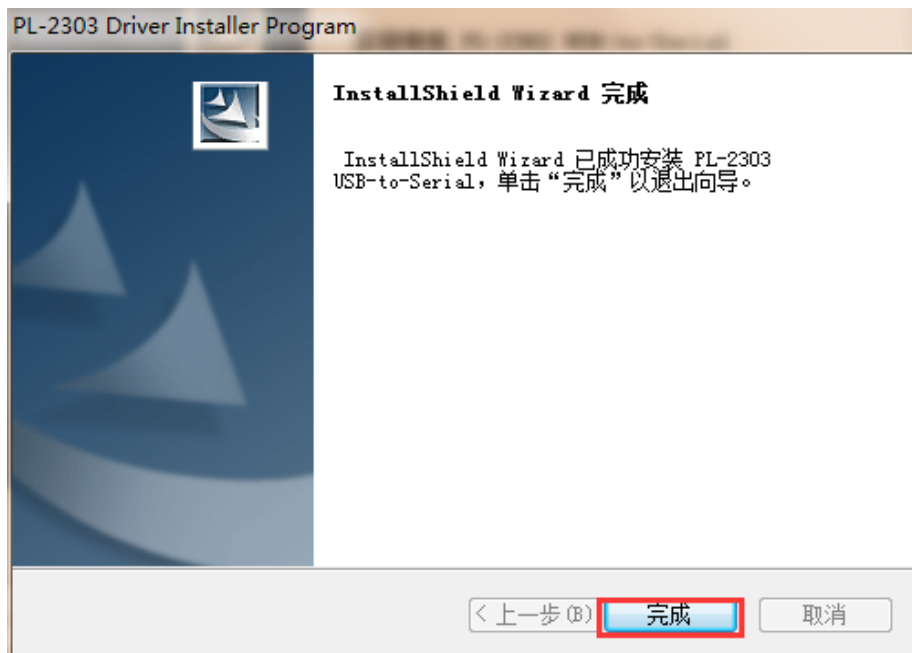 PL-2303 Driver Installer Program
InstallShield Wizard 完成
InstallShield Wizard 已成功安装 PL-2303
USB-to-Serial，单击“完成”以退出向导。
< 上一步(B)
完成
取消